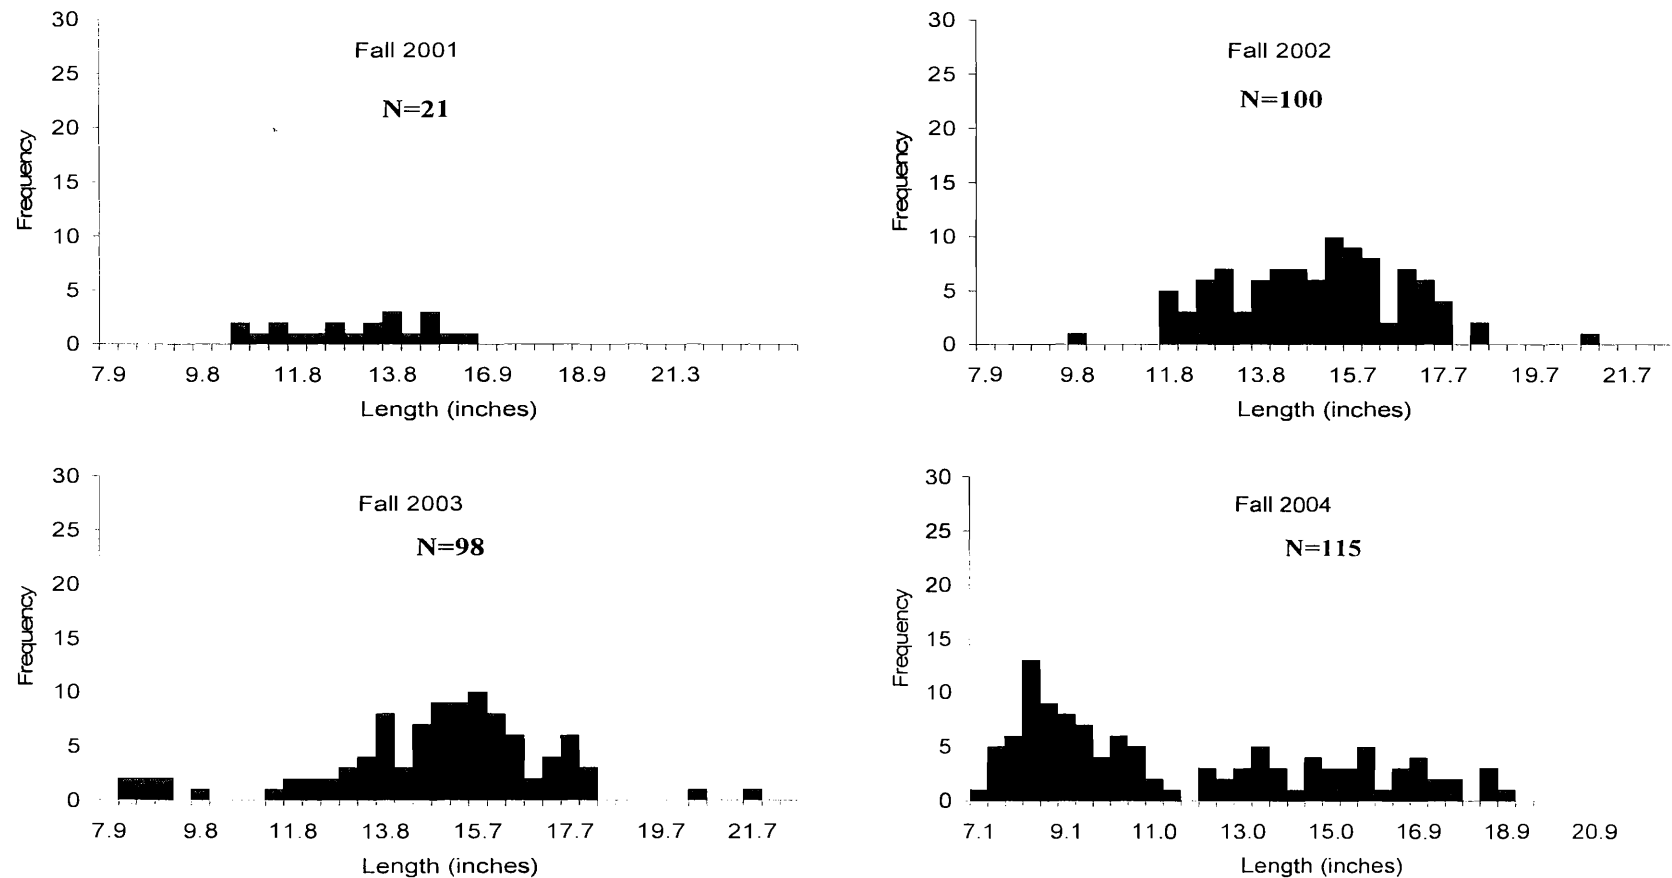 30
25
20
15
10
5
0
Frequency
Fall 2001
N=21
7.9 9.8 11.8 13.8 16.9 18.9 21.3
Length (inches)
30
25
20
15
10
5
0
Frequency
Fall 2002
N=100
7.9 9.8 11.8 13.8 15.7 17.7 19.7 21.7
Length (inches)
30
25
20
15
10
5
0
Frequency
Fall 2003
N=98
7.9 9.8 11.8 13.8 15.7 17.7 19.7 21.7
Length (inches)
30
25
20
15
10
5
0
Frequency
Fall 2004
N=115
7.1 9.1 11.0 13.0 15.0 16.9 18.9 20.9
Length (inches)